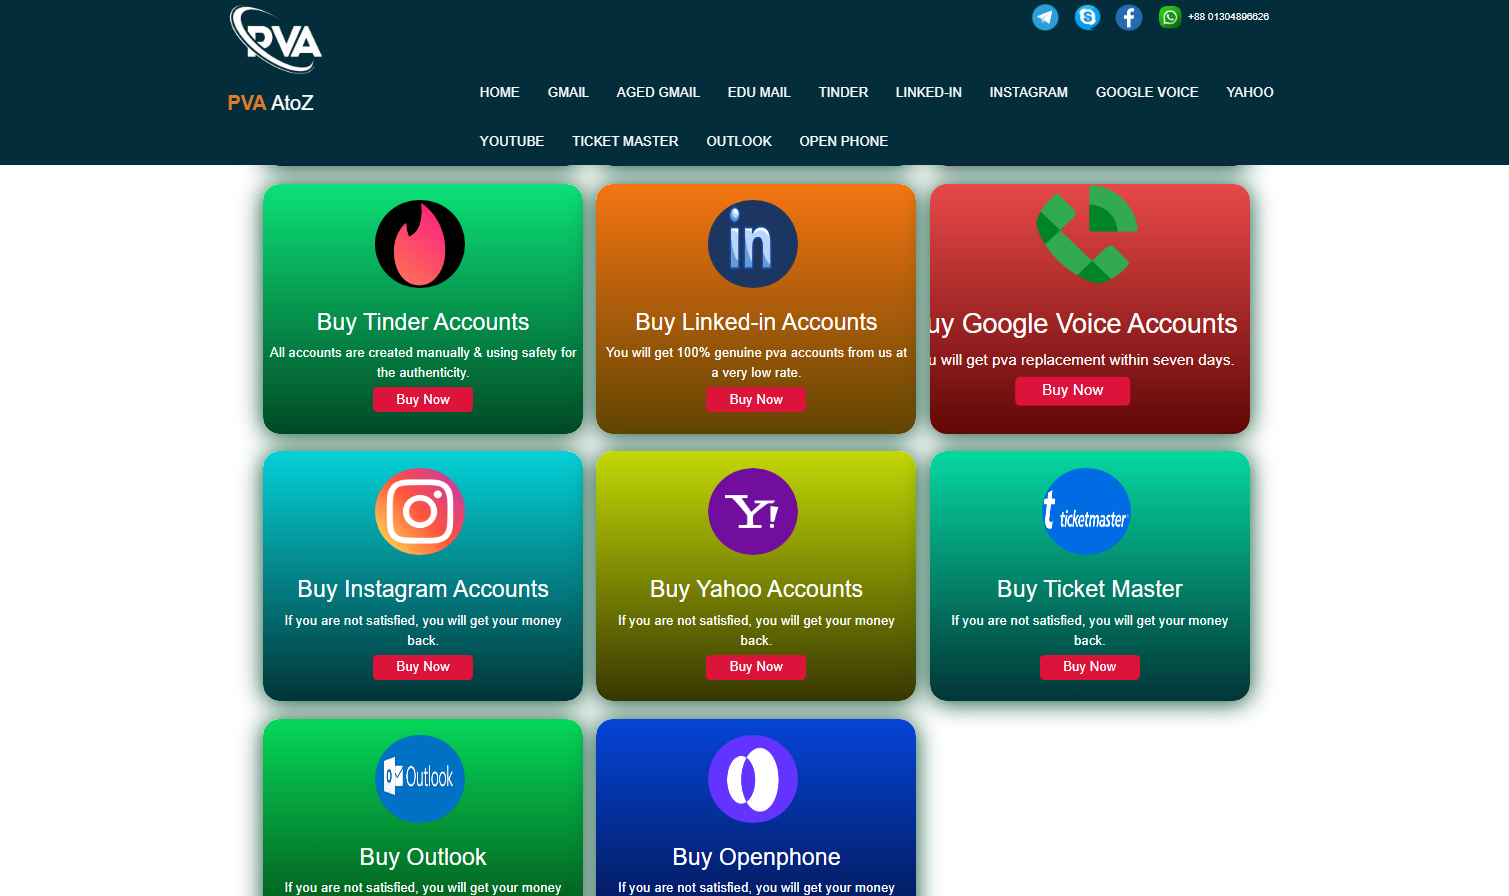 PVA
+88 01304896626
PVA AtoZ
HOME GMAIL AGED GMAIL EDU MAIL TINDER LINKED-IN INSTAGRAM GOOGLE VOICE YAHOO
YOUTUBE TICKET MASTER OUTLOOK OPEN PHONE
in
Buy Tinder Accounts
All accounts are created manually & using safety for
the authenticity.
Buy Now
Buy Linked-in Accounts
You will get 100% genuine pva accounts from us at
a very low rate.
Buy Now
uy Google Voice Accounts
u will get pva replacement within seven days.
Buy Now
Buy Instagram Accounts
If you are not satisfied, you will get your money
back.
Buy Now
Y!
Buy Yahoo Accounts
If you are not satisfied, you will get your money
back.
Buy Now
t ticketmaster
Buy Ticket Master
If you are not satisfied, you will get your money
back.
Buy Now
Outlook
Buy Outlook
If you are not satisfied, you will get your money
Buy Openphone
If you are not satisfied, you will get your money